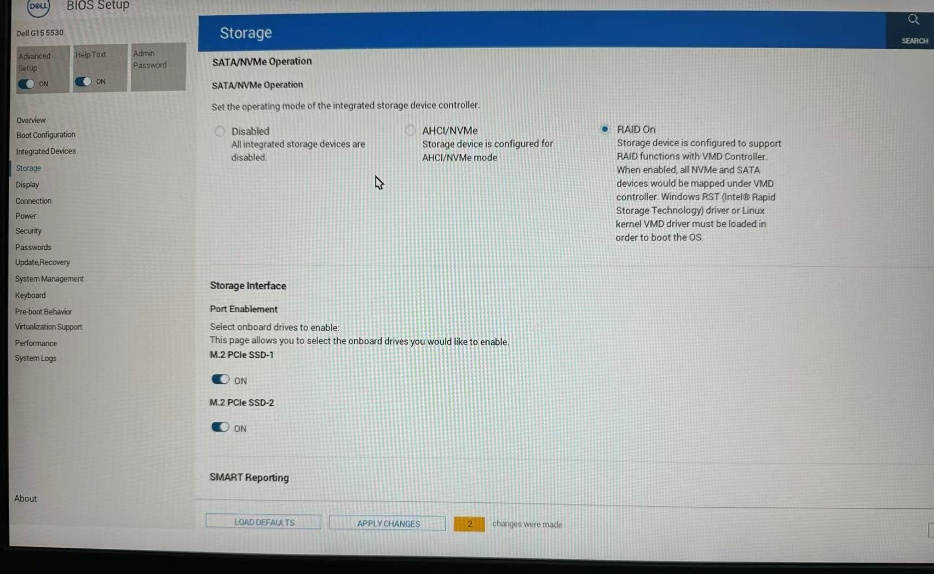 DELL
BIOS Setup
Dell G15 5530
Advanced Setup
ON
Help Text
ON
Admin Password
Overview
Boot Configuration
Integrated Devices
Storage
Display
Connection
Power
Security
Passwords
Update,Recovery
System Management
Keyboard
Pre-boot Behavior
Virtualization Support
Performance
System Logs
About
Storage
SEARCH
SATA/NVMe Operation
SATA/NVMe Operation
Set the operating mode of the integrated storage device controller.
Disabled
All integrated storage devices are
disabled.
AHCI/NVMe
Storage device is configured for
AHCI/NVMe mode
RAID On
Storage device is configured to support
RAID functions with VMD Controller.
When enabled, all NVMe and SATA
devices would be mapped under VMD
controller. Windows RST (Intel® Rapid
Storage Technology) driver or Linux
kernel VMD driver must be loaded in
order to boot the OS.
Storage Interface
Port Enablement
Select onboard drives to enable:
This page allows you to select the onboard drives you would like to enable.
M.2 PCIe SSD-1
ON
M.2 PCIe SSD-2
ON
SMART Reporting
LOAD DEFAULTS
APPLY CHANGES
2
changes were made